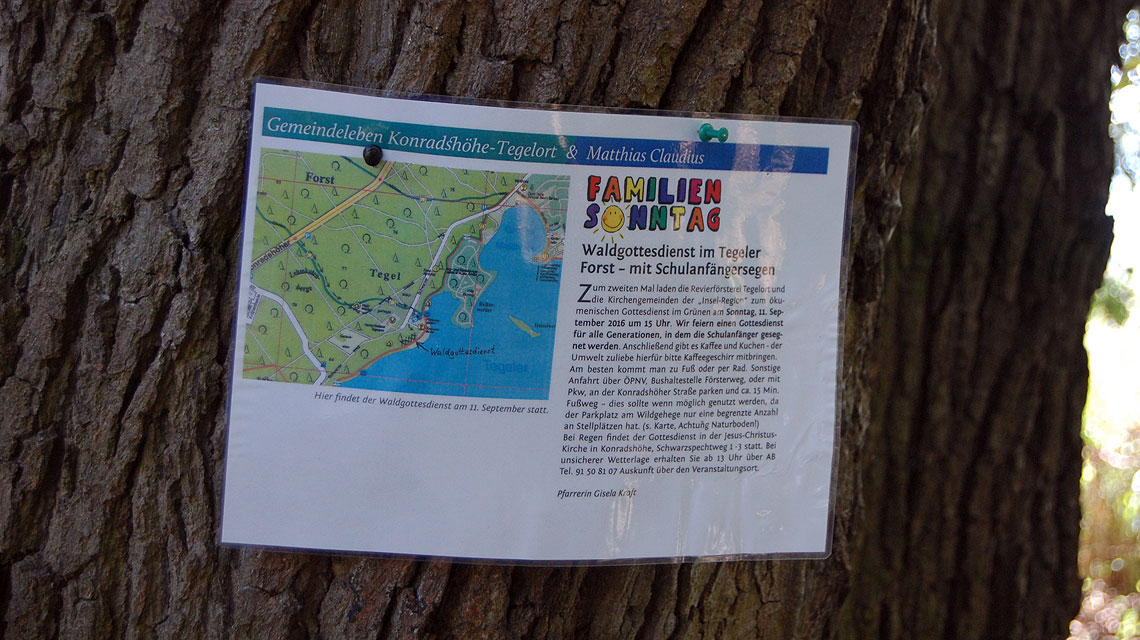 Gemeindeleben Konradshöhe-Tegelort & Matthias Claudius
Forst
Tegel
Waldgottesdienst
Tegeler
Hier findet der Waldgottesdienst am 11. September statt.
FAMILIEN
SONNTAG
Waldgottesdienst im Tegeler
Forst – mit Schulanfängersegen
Zum zweiten Mal laden die Revierförsterei Tegelort und
die Kirchengemeinden der „Insel-Region“ zum öku-
menischen Gottesdienst im Grünen am Sonntag, 11. Sep-
tember 2016 um 15 Uhr. Wir feiern einen Gottesdienst
für alle Generationen, in dem die Schulanfänger geseg-
net werden. Anschließend gibt es Kaffee und Kuchen - der
Umwelt zuliebe hierfür bitte Kaffeegeschirr mitbringen.
Am besten kommt man zu Fuß oder per Rad. Sonstige
Anfahrt über ÖPNV, Bushaltestelle Försterweg, oder mit
Pkw, an der Konradshöher Straße parken und ca. 15 Min.
Fußweg – dies sollte wenn möglich genutzt werden, da
der Parkplatz am Wildgehege nur eine begrenzte Anzahl
an Stellplätzen hat. (s. Karte, Achtung Naturboden!)
Bei Regen findet der Gottesdienst in der Jesus-Christus-
Kirche in Konradshöhe, Schwarzspechtweg 1 -3 statt. Bei
unsicherer Wetterlage erhalten Sie ab 13 Uhr über AB
Tel. 91 50 81 07 Auskunft über den Veranstaltungsort.
Pfarrerin Gisela Kraft